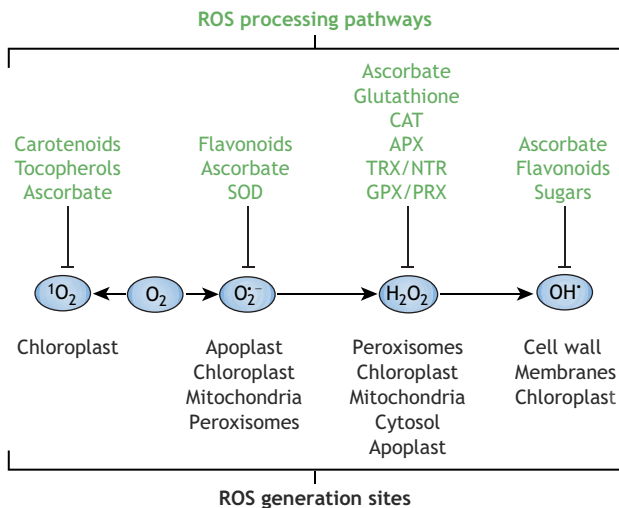 ROS processing pathways
Carotenoids
Tocopherols
Ascorbate
Flavonoids
Ascorbate
SOD
Ascorbate
Glutathione
CAT
APX
TRX/NTR
GPX/PRX
Ascorbate
Flavonoids
Sugars
¹O₂
O₂
O₂•⁻
H₂O₂
OH•
Chloroplast
Apoplast
Chloroplast
Mitochondria
Peroxisomes
Peroxisomes
Chloroplast
Mitochondria
Cytosol
Apoplast
Cell wall
Membranes
Chloroplast
ROS generation sites